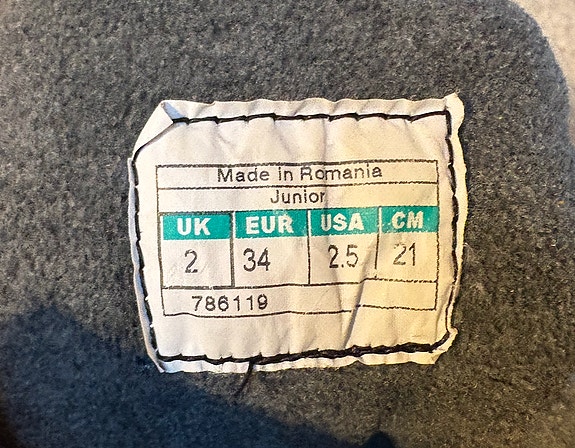 Made in Romania
Junior
UK EUR USA CM
2 34 2.5 21
786119